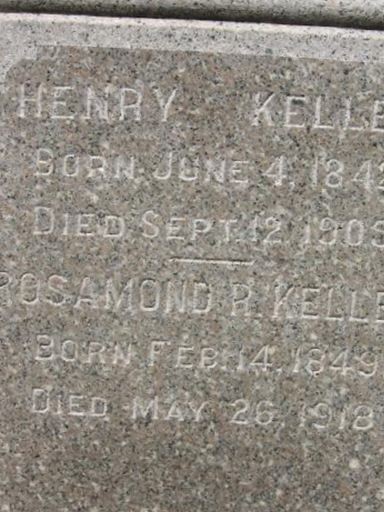 HENRY KELLE
BORN JUNE 4, 184
DIED SEPT. 12 190
ROSAMOND R. KELLE
BORN FEB. 14, 1849
DIED MAY 26, 1918